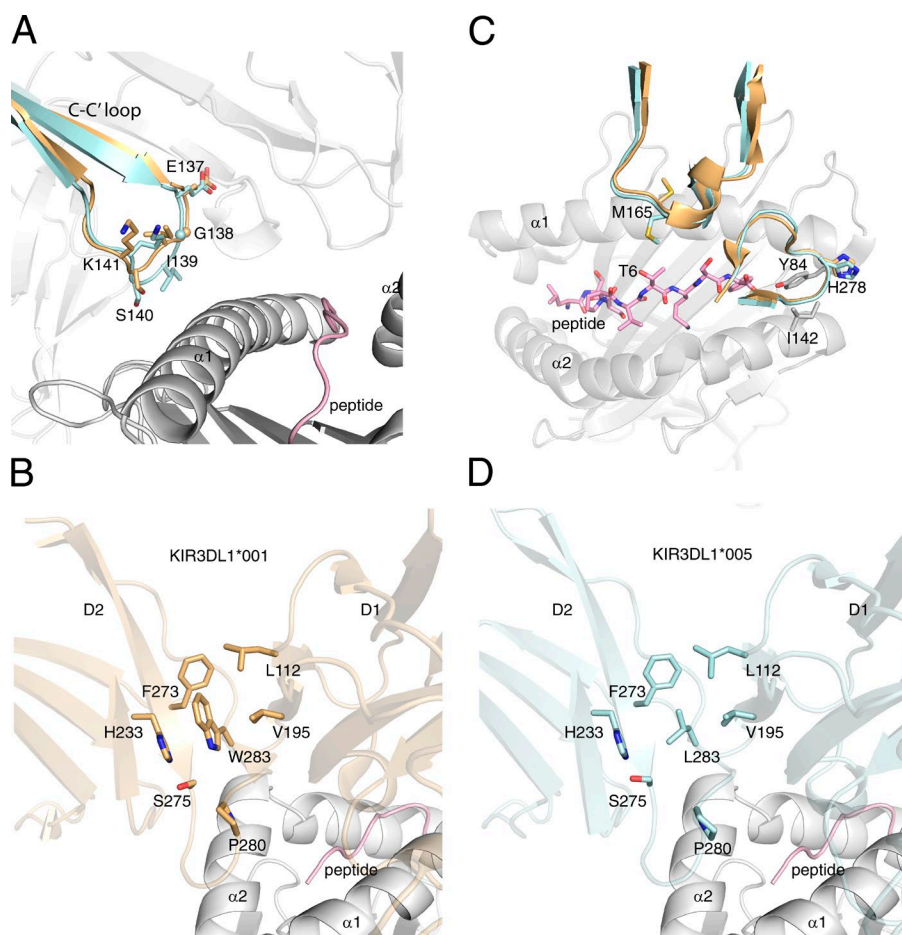 A
C-C' loop
E137
G138
I139
K141
S140
α1
α2
peptide
C
M165
α1
T6
Y84
H278
peptide
I142
α2
B
KIR3DL1*001
D2
D1
L112
F273
H233
V195
W283
S275
P280
peptide
α2
α1
D
KIR3DL1*005
D2
D1
L112
F273
H233
V195
L283
S275
P280
peptide
α2
α1